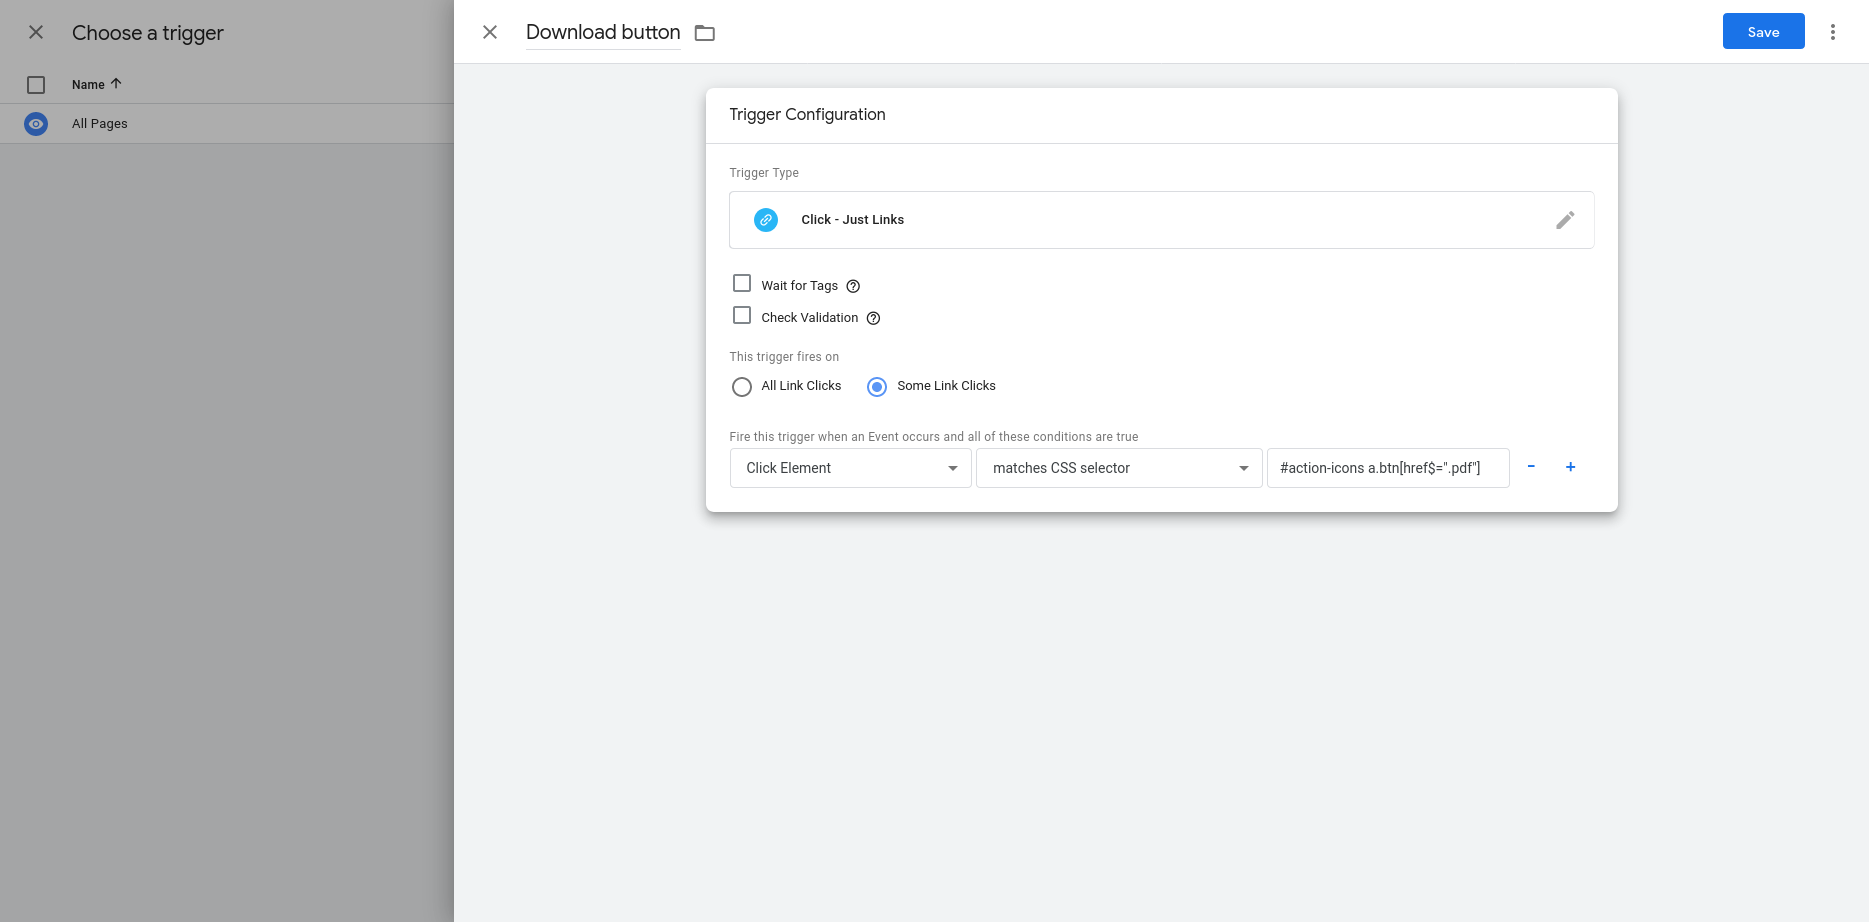 Choose a trigger
Name
All Pages
Download button
Save
Trigger Configuration
Trigger Type
Click - Just Links
Wait for Tags
Check Validation
This trigger fires on
All Link Clicks
Some Link Clicks
Fire this trigger when an Event occurs and all of these conditions are true
Click Element
matches CSS selector
#action-icons a.btn[href$=".pdf"]
- +